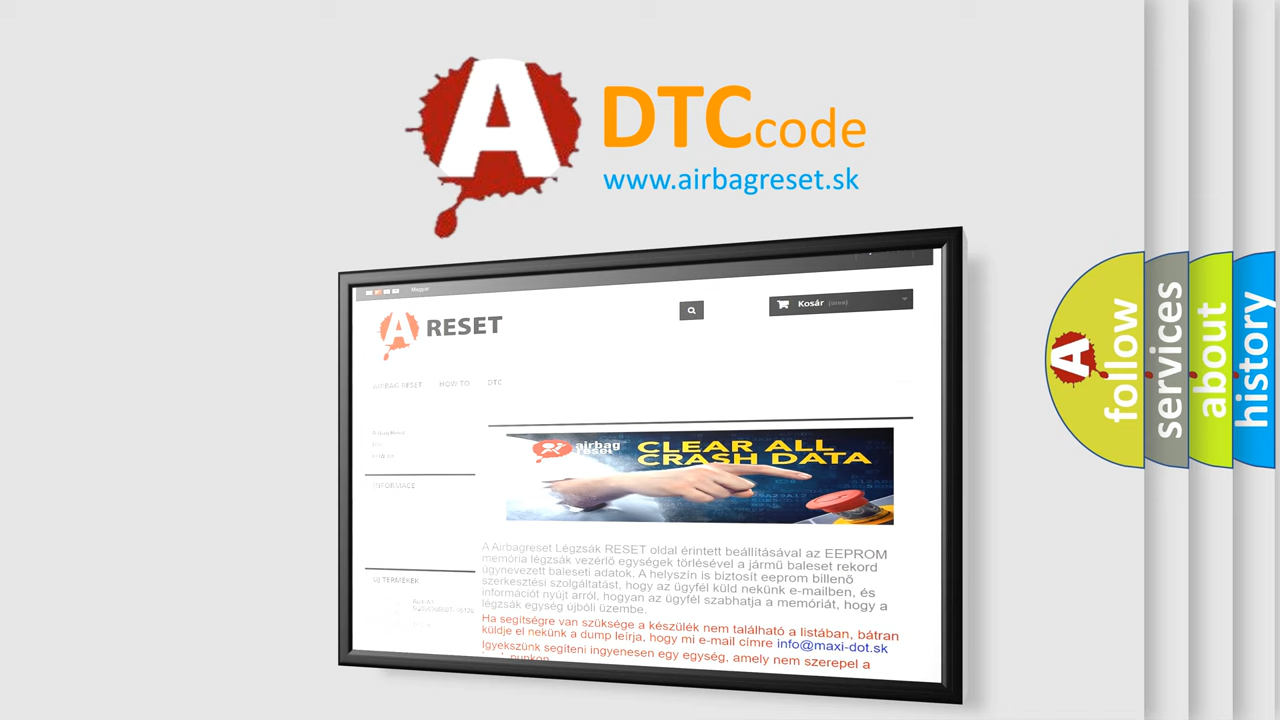 A
DTCcode
www.airbagreset.sk
Magyar
A RESET
Kosár (üres)
AIRBAG RESET HOW TO DTC
INFORMACE
ÚJ TERMÉKEK
airbag
reset
CLEAR ALL
CRASH DATA
A Airbagreset Légzsák RESET oldal érintett beállításával az EEPROM
memória légzsák vezérlő egységek törlésével a jármű baleset rekord
úgynevezett baleseti adatok. A helyszín is biztosít eeprom billenő
szerkesztési szolgáltatást, hogy az ügyfél küld nekünk e-mailben, és
információt nyújt arról, hogyan az ügyfél szabhatja a memóriát, hogy a
légzsák egység újbóli üzembe.
Ha segítségre van szüksége a készülék nem található a listában, bátran
küldje el nekünk a dump leírja, hogy mi e-mail címre info@maxi-dot.sk
Igyekszünk segíteni ingyenesen egy egység, amely nem szerepel a
A follow
services
about
history